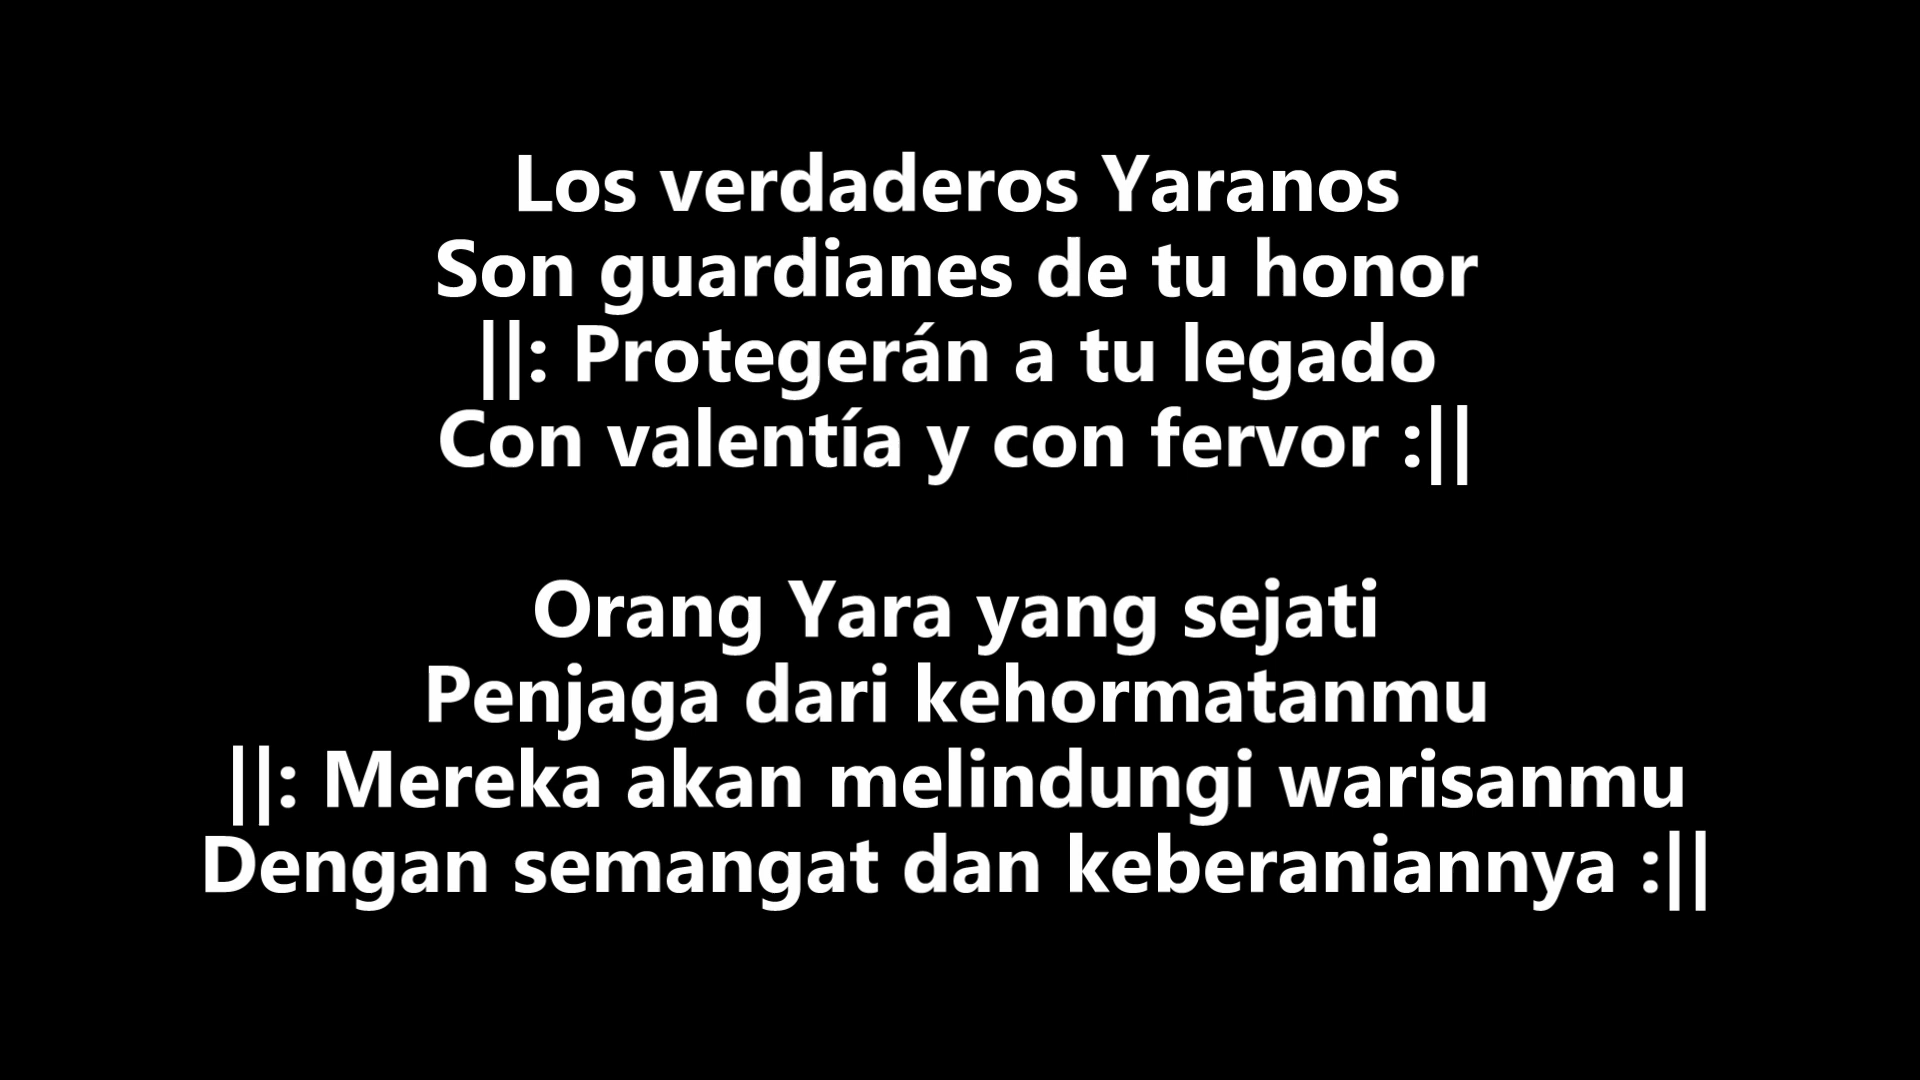 Los verdaderos Yaranos
Son guardianes de tu honor
||: Protegerán a tu legado
Con valentía y con fervor :||
Orang Yara yang sejati
Penjaga dari kehormatanmu
||: Mereka akan melindungi warisanmu
Dengan semangat dan keberaniannya :||